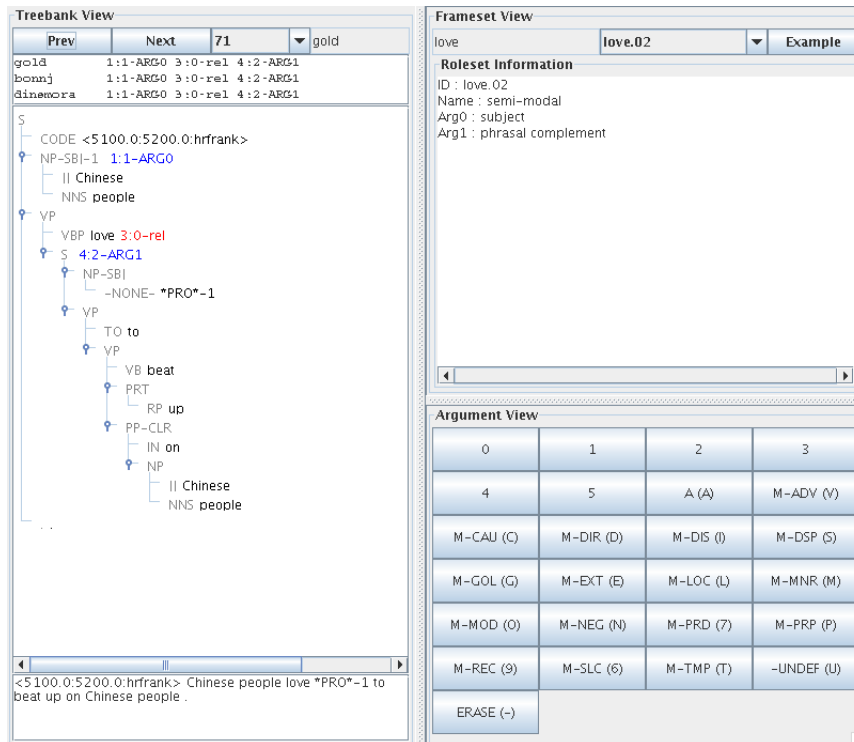 Treebank View
Prev Next 71 gold
gold 1:1-ARG0 3:0-rel 4:2-ARG1
bonnj 1:1-ARG0 3:0-rel 4:2-ARG1
dinemora 1:1-ARG0 3:0-rel 4:2-ARG1
S
CODE <5100.0:5200.0:hrfrank>
NP-SBJ-1 1:1-ARG0
JJ Chinese
NNS people
VP
VBP love 3:0-rel
S 4:2-ARG1
NP-SBJ
-NONE- *PRO*-1
VP
TO to
VP
VB beat
PRT
RP up
PP-CLR
IN on
NP
JJ Chinese
NNS people
. .
<5100.0:5200.0:hrfrank> Chinese people love *PRO*-1 to
beat up on Chinese people .
Frameset View
love love.02 Example
Roleset Information
ID : love.02
Name : semi-modal
Arg0 : subject
Arg1 : phrasal complement
Argument View
0 1 2 3
4 5 A (A) M-ADV (V)
M-CAU (C) M-DIR (D) M-DIS (I) M-DSP (S)
M-GOL (G) M-EXT (E) M-LOC (L) M-MNR (M)
M-MOD (O) M-NEG (N) M-PRD (7) M-PRP (P)
M-REC (9) M-SLC (6) M-TMP (T) -UNDEF (U)
ERASE (-)